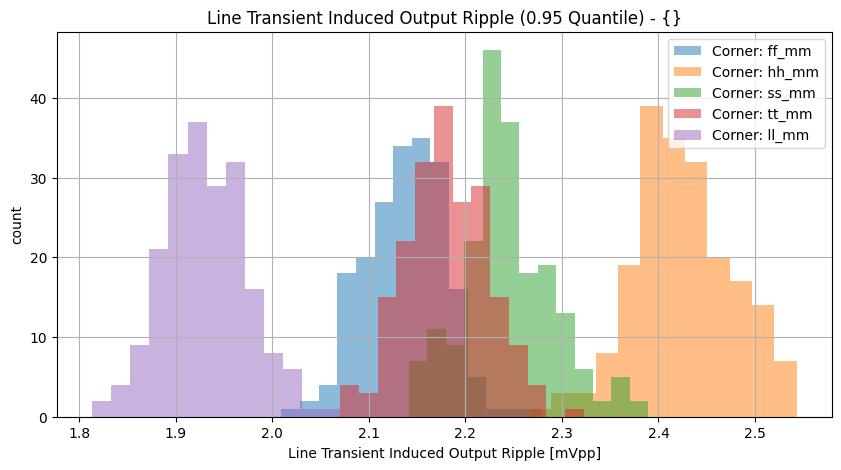 Line Transient Induced Output Ripple (0.95 Quantile) - {}
Corner: ff_mm
Corner: hh_mm
Corner: ss_mm
Corner: tt_mm
Corner: ll_mm
count
40
30
20
10
0
1.8 1.9 2.0 2.1 2.2 2.3 2.4 2.5
Line Transient Induced Output Ripple [mVpp]